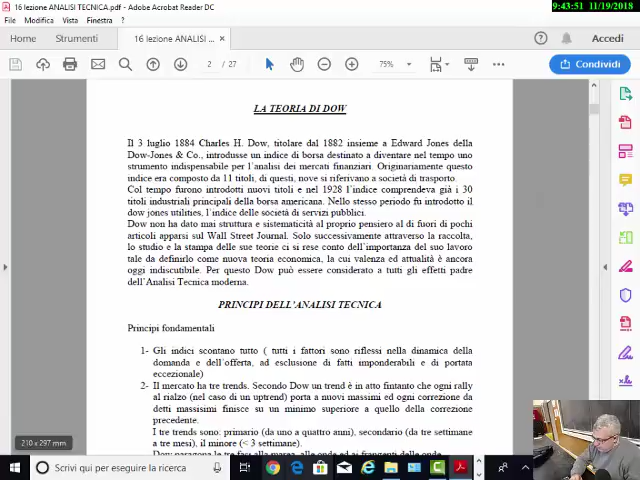 16 lezione ANALISI TECNICA.pdf - Adobe Acrobat Reader DC
9:43:51 11/19/2018
File Modifica Vista Finestra ?
Home Strumenti 16 lezione ANALISI ... × Accedi
2 / 27 75% Condividi
LA TEORIA DI DOW
Il 3 luglio 1884 Charles H. Dow, titolare dal 1882 insieme a Edward Jones della
Dow-Jones & Co., introdusse un indice di borsa destinato a diventare nel tempo uno
strumento indispensabile per l'analisi dei mercati finanziari. Originariamente questo
indice era composto da 11 titoli, di questi, nove si riferivano a società di trasporto.
Col tempo furono introdotti nuovi titoli e nel 1928 l'indice comprendeva già i 30
titoli industriali principali della borsa americana. Nello stesso periodo fu introdotto il
dow jones utilities, l'indice delle società di servizi pubblici.
Dow non ha dato mai struttura e sistematicità al proprio pensiero al di fuori di pochi
articoli apparsi sul Wall Street Journal. Solo successivamente attraverso la raccolta,
lo studio e la stampa delle sue teorie ci si rese conto dell'importanza del suo lavoro
tale da definirlo come nuova teoria economica, la cui valenza ed attualità è ancora
oggi indiscutibile. Per questo Dow può essere considerato a tutti gli effetti padre
dell'Analisi Tecnica moderna.
PRINCIPI DELL'ANALISI TECNICA
Principi fondamentali
1- Gli indici scontano tutto ( tutti i fattori sono riflessi nella dinamica della
domanda e dell'offerta, ad esclusione di fatti imponderabili e di portata
eccezionale)
2- Il mercato ha tre trends. Secondo Dow un trend è in atto fintanto che ogni rally
al rialzo (nel caso di un uptrend) porta a nuovi massimi ed ogni correzione da
detti massimi finisce su un minimo superiore a quello della correzione
precedente.
I tre trends sono: primario (da uno a quattro anni), secondario (da tre settimane
a tre mesi), il minore (< 3 settimane).
Dow paragona le tre fasi alla marea, alle onde ed ai frangenti delle onde
210 x 297 mm
Scrivi qui per eseguire la ricerca